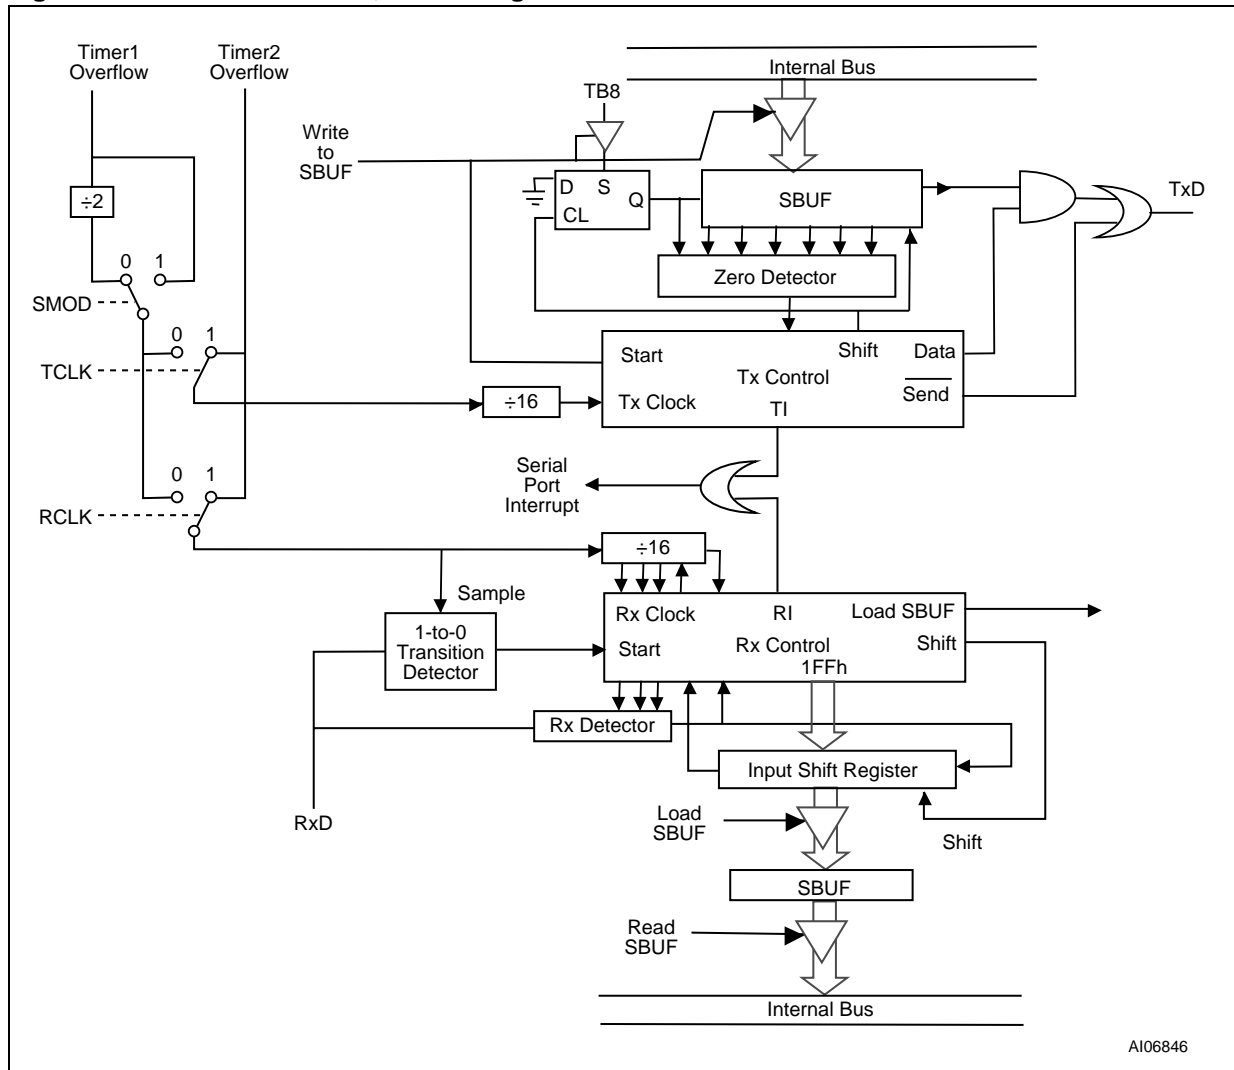 Timer1
Overflow
Timer2
Overflow
Internal Bus
TB8
Write
to
SBUF
D S
Q
CL
SBUF
TxD
÷2
Zero Detector
0 1
SMOD
0 1
TCLK
Start
Shift
Data
Tx Control
Send
÷16
Tx Clock
TI
Serial
Port
Interrupt
0 1
RCLK
÷16
Sample
Rx Clock
RI
Load SBUF
1-to-0
Transition
Detector
Start
Rx Control
Shift
1FFh
Rx Detector
Input Shift Register
RxD
Load
SBUF
Shift
SBUF
Read
SBUF
Internal Bus
AI06846